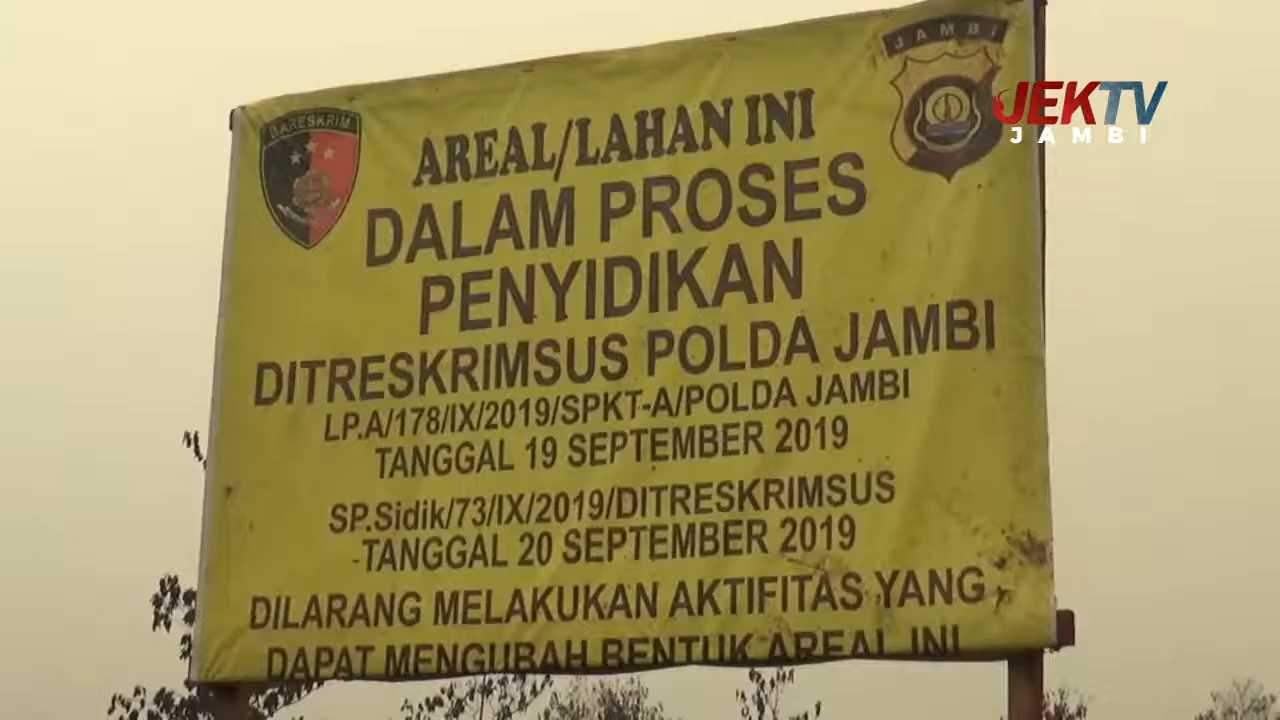 JAMBI
JEKTV
JAMBI
BARESKRIM
AREAL/LAHAN INI
DALAM PROSES
PENYIDIKAN
DITRESKRIMSUS POLDA JAMBI
LP.A/178/IX/2019/SPKT-A/POLDA JAMBI
TANGGAL 19 SEPTEMBER 2019
SP.Sidik/73/IX/2019/DITRESKRIMSUS
-TANGGAL 20 SEPTEMBER 2019
DILARANG MELAKUKAN AKTIFITAS YANG
DAPAT MENGUBAH BENTUK AREAL INI